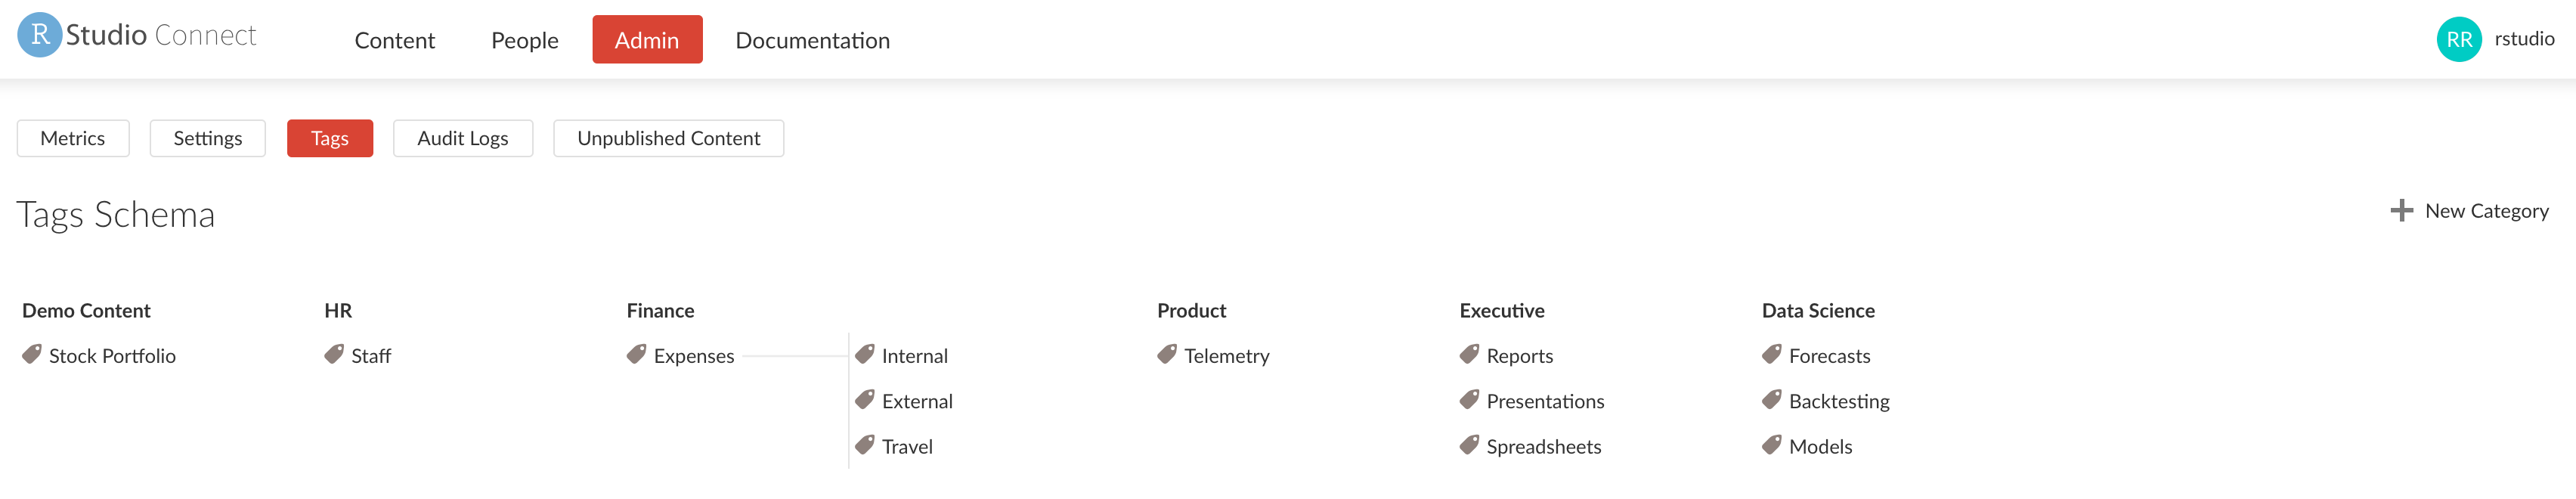 R Studio Connect Content People Admin Documentation RR rstudio
Metrics Settings Tags Audit Logs Unpublished Content
Tags Schema New Category
Demo Content HR Finance Product Executive Data Science
Stock Portfolio Staff Expenses Internal Telemetry Reports Forecasts
External Presentations Backtesting
Travel Spreadsheets Models